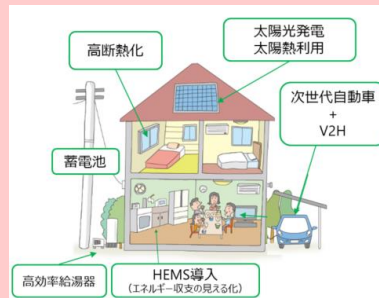 太陽光発電
太陽熱利用
高断熱化
次世代自動車
+
V2H
蓄電池
高効率給湯器
HEMS導入
(エネルギー収支の見える化)